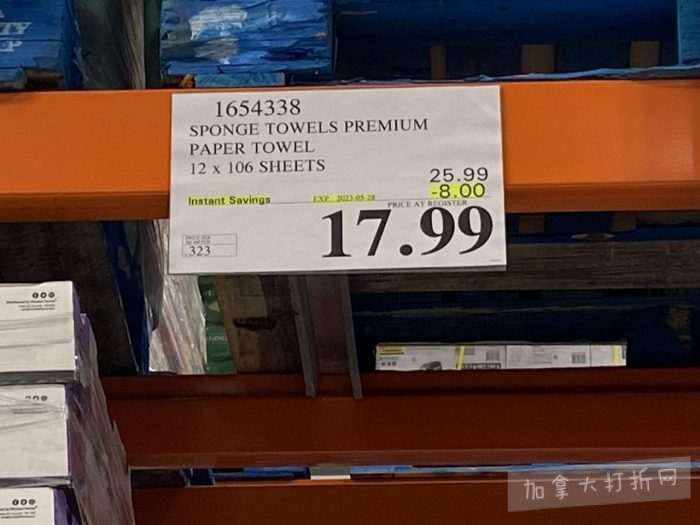 1654338
SPONGE TOWELS PREMIUM
PAPER TOWEL
12 x 106 SHEETS
25.99
-8.00
Instant Savings EXP 2023-05-28
PRICE AT REGISTER
17.99
323
加拿大打折网